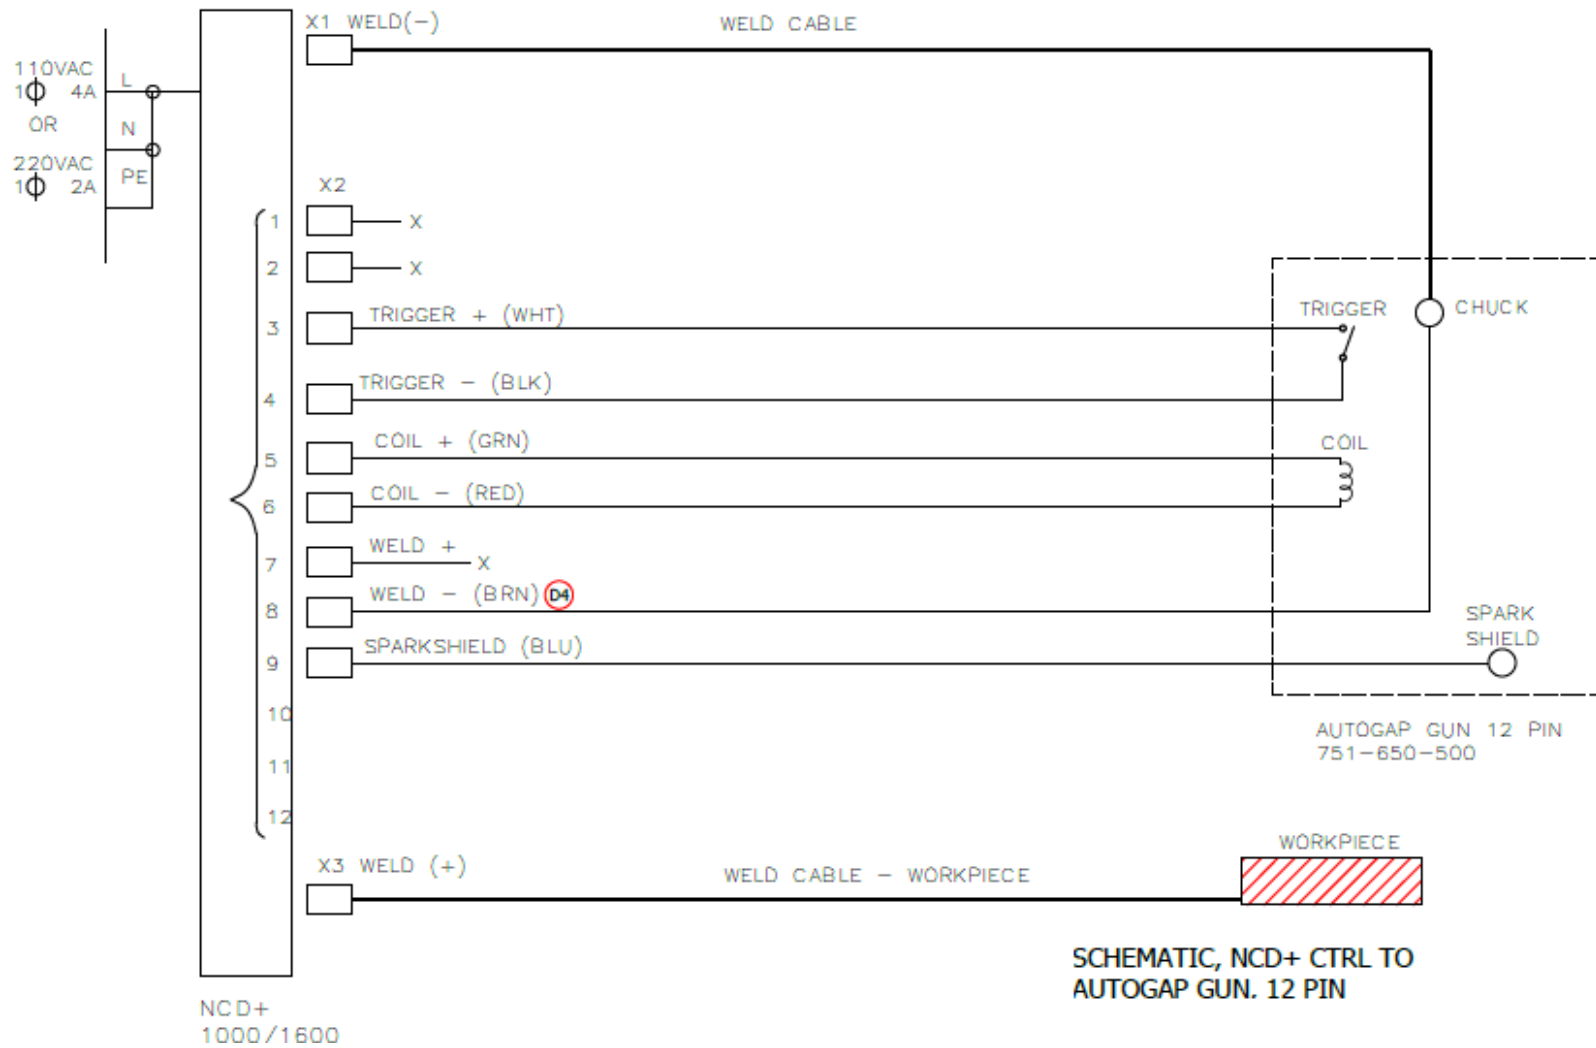 X1 WELD(-)
WELD CABLE
110VAC
1ϕ 4A
OR
220VAC
1ϕ 2A
L
N
PE
X2
1
X
2
X
3
TRIGGER + (WHT)
TRIGGER
CHUCK
4
TRIGGER - (BLK)
5
COIL + (GRN)
COIL
6
COIL - (RED)
7
WELD +
X
8
WELD - (BRN) D4
9
SPARKSHIELD (BLU)
SPARK
SHIELD
10
11
12
AUTOGAP GUN 12 PIN
751-650-500
X3 WELD (+)
WELD CABLE - WORKPIECE
WORKPIECE
SCHEMATIC, NCD+ CTRL TO
AUTOGAP GUN. 12 PIN
NCD+
1000/1600